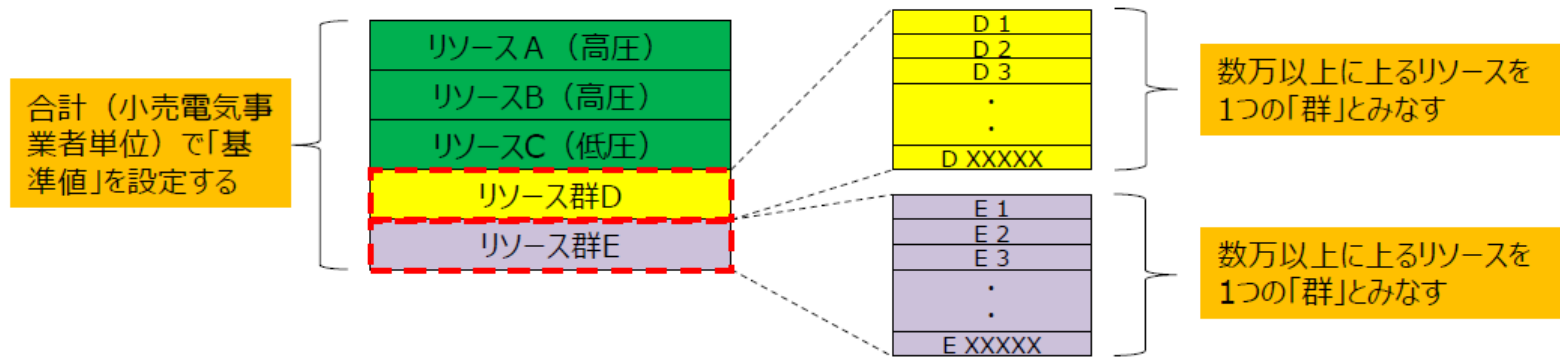 合計（小売電気事
業者単位）で「基
準値」を設定する
リソースA（高圧）
リソースB（高圧）
リソースC（低圧）
リソース群D
リソース群E
D 1
D 2
D 3
・
・
D XXXXX
数万以上に上るリソースを
1つの「群」とみなす
E 1
E 2
E 3
・
・
E XXXXX
数万以上に上るリソースを
1つの「群」とみなす